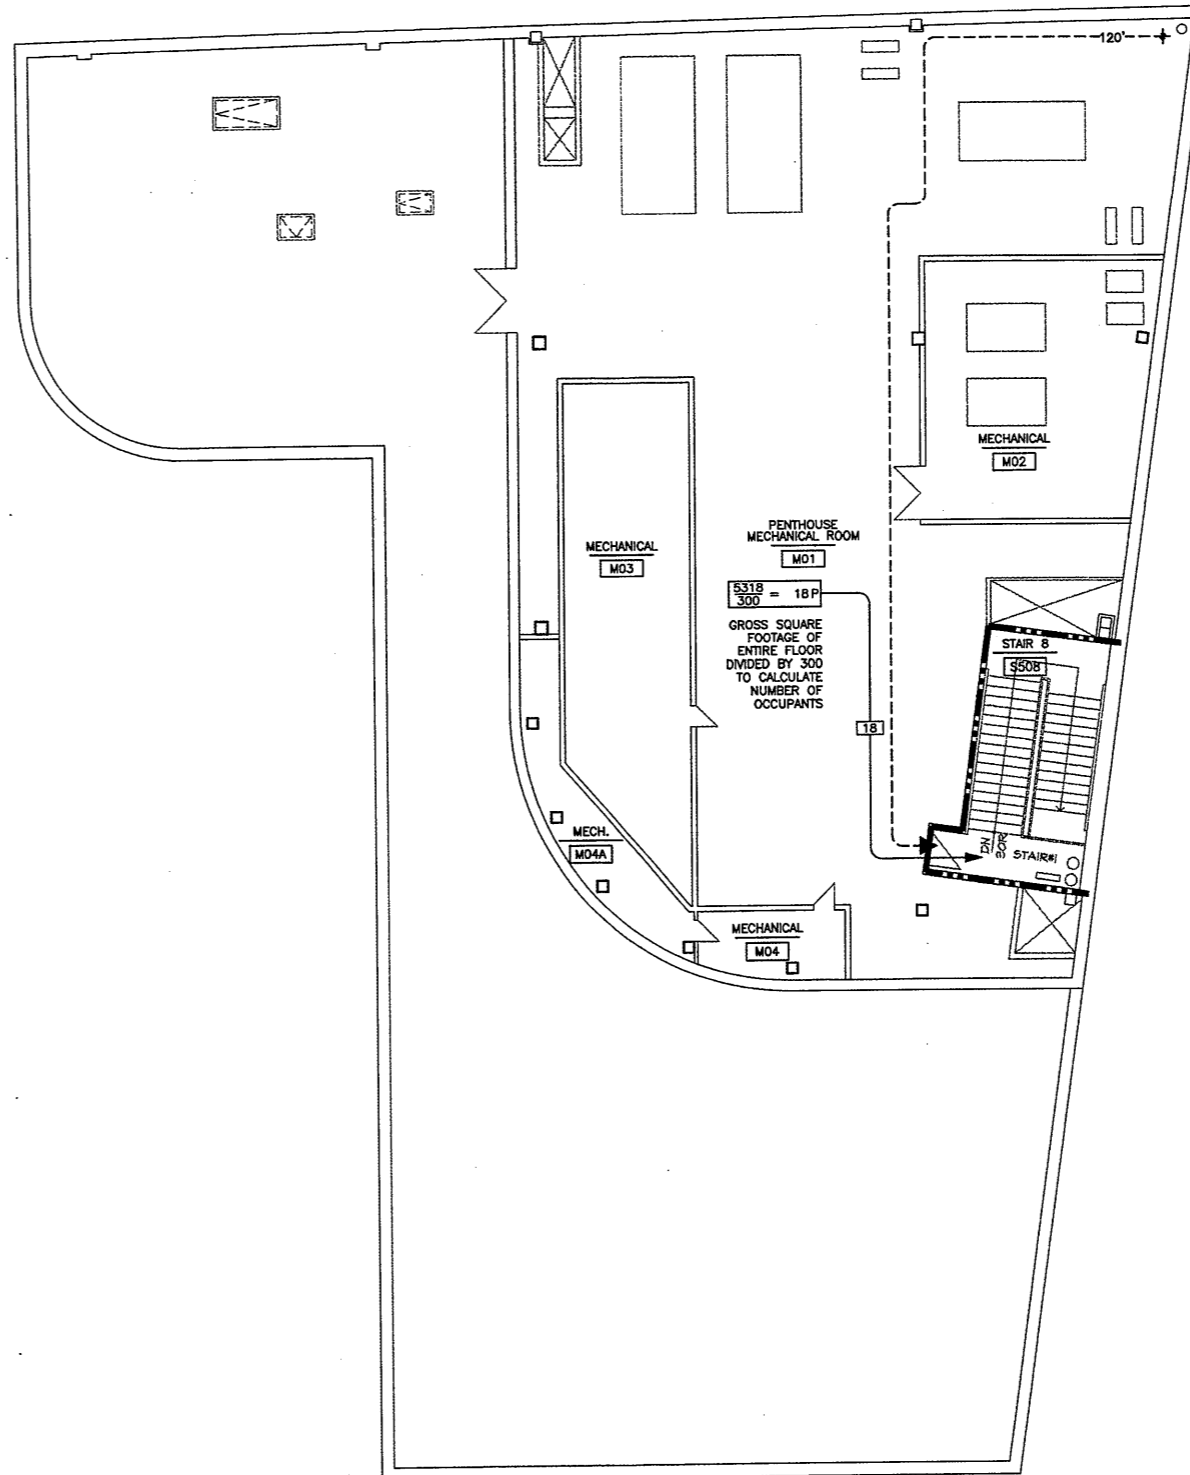 120'
MECHANICAL
M02
PENTHOUSE
MECHANICAL ROOM
M01
MECHANICAL
M03
5318
300 = 18P
GROSS SQUARE
FOOTAGE OF
ENTIRE FLOOR
DIVIDED BY 300
TO CALCULATE
NUMBER OF
OCCUPANTS
STAIR 8
S508
18
MECH.
M04A
DN
STAIR#1
MECHANICAL
M04